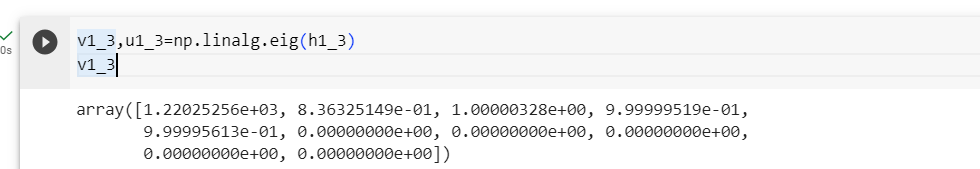 v1_3,u1_3=np.linalg.eig(h1_3)
0s
v1_3
array([1.22025256e+03, 8.36325149e-01, 1.00000328e+00, 9.99999519e-01,
9.99995613e-01, 0.00000000e+00, 0.00000000e+00, 0.00000000e+00,
0.00000000e+00, 0.00000000e+00])